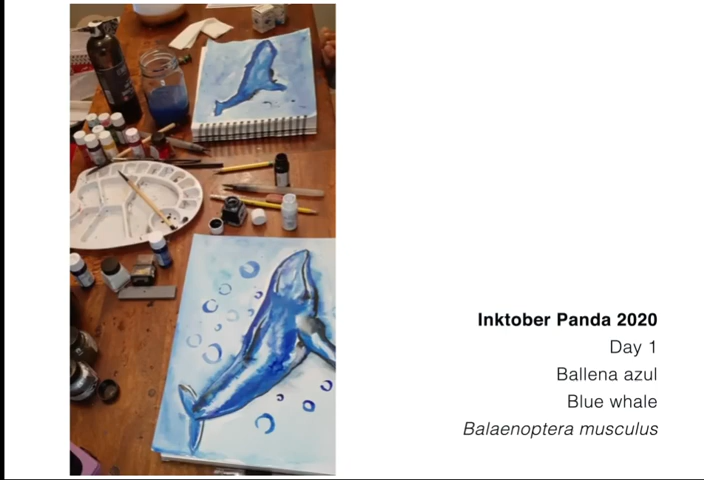 Inktober Panda 2020
Day 1
Ballena azul
Blue whale
Balaenoptera musculus